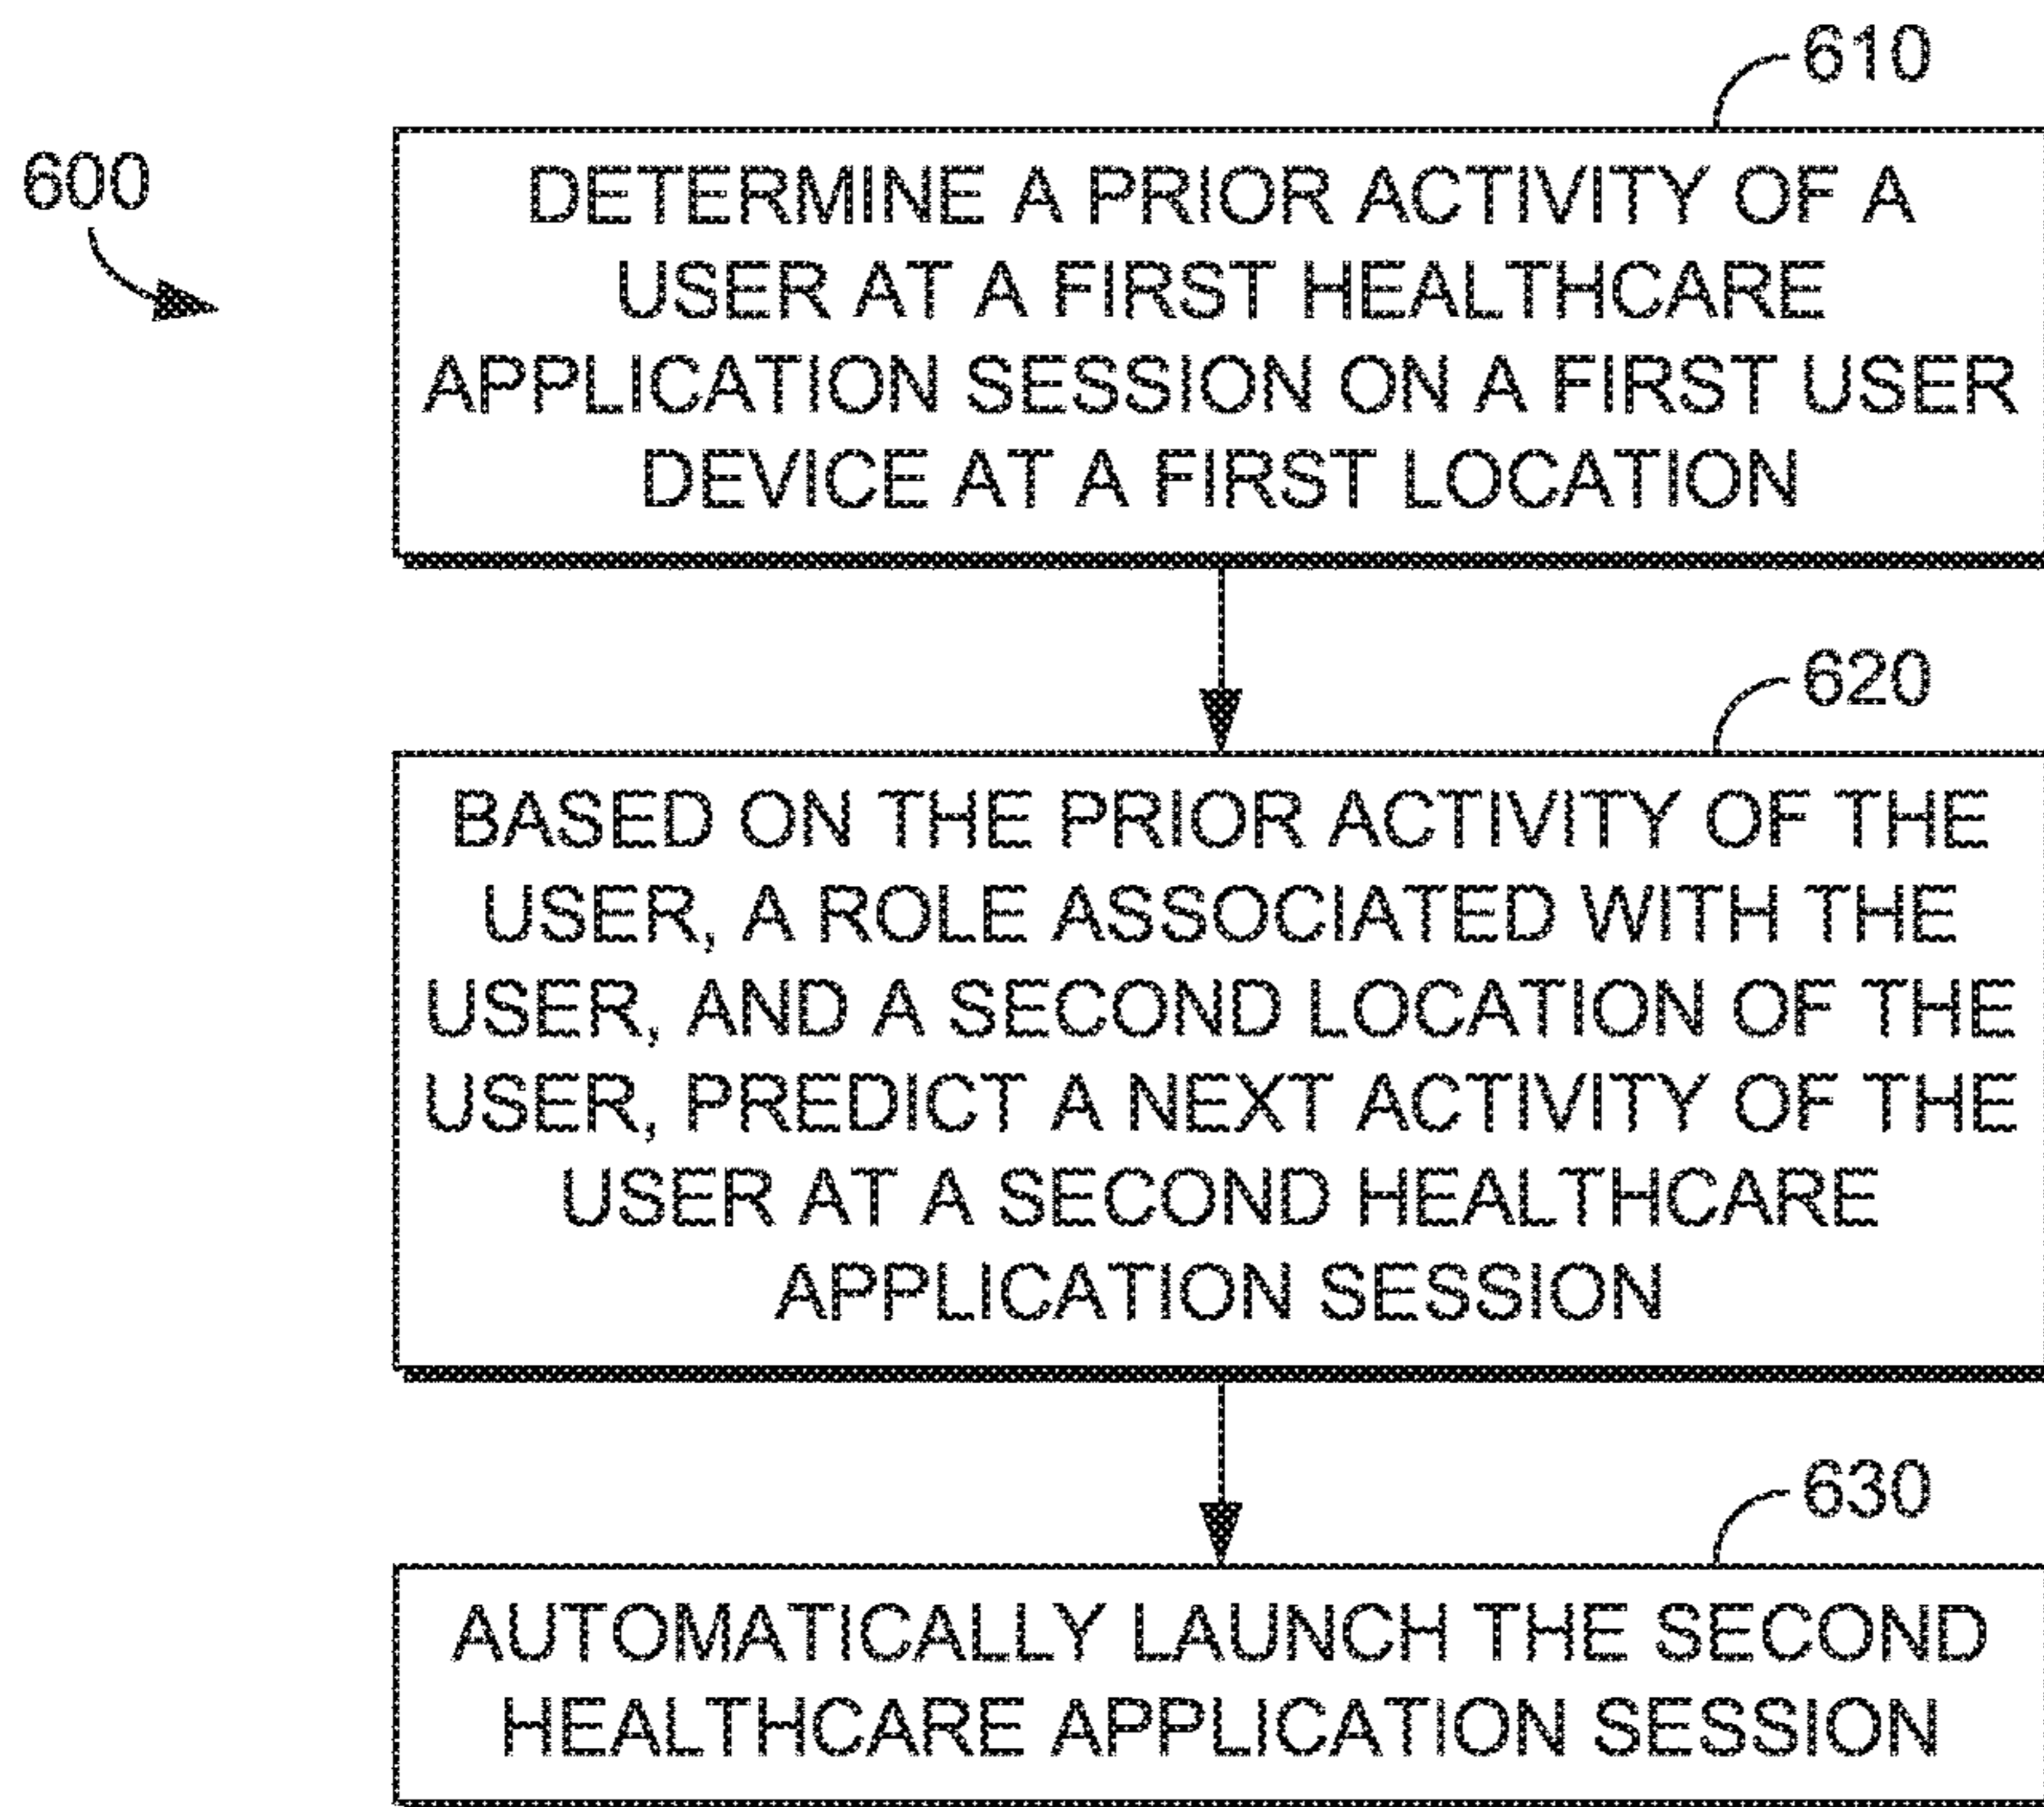 610
600
DETERMINE A PRIOR ACTIVITY OF A
USER AT A FIRST HEALTHCARE
APPLICATION SESSION ON A FIRST USER
DEVICE AT A FIRST LOCATION
620
BASED ON THE PRIOR ACTIVITY OF THE
USER, A ROLE ASSOCIATED WITH THE
USER, AND A SECOND LOCATION OF THE
USER, PREDICT A NEXT ACTIVITY OF THE
USER AT A SECOND HEALTHCARE
APPLICATION SESSION
630
AUTOMATICALLY LAUNCH THE SECOND
HEALTHCARE APPLICATION SESSION